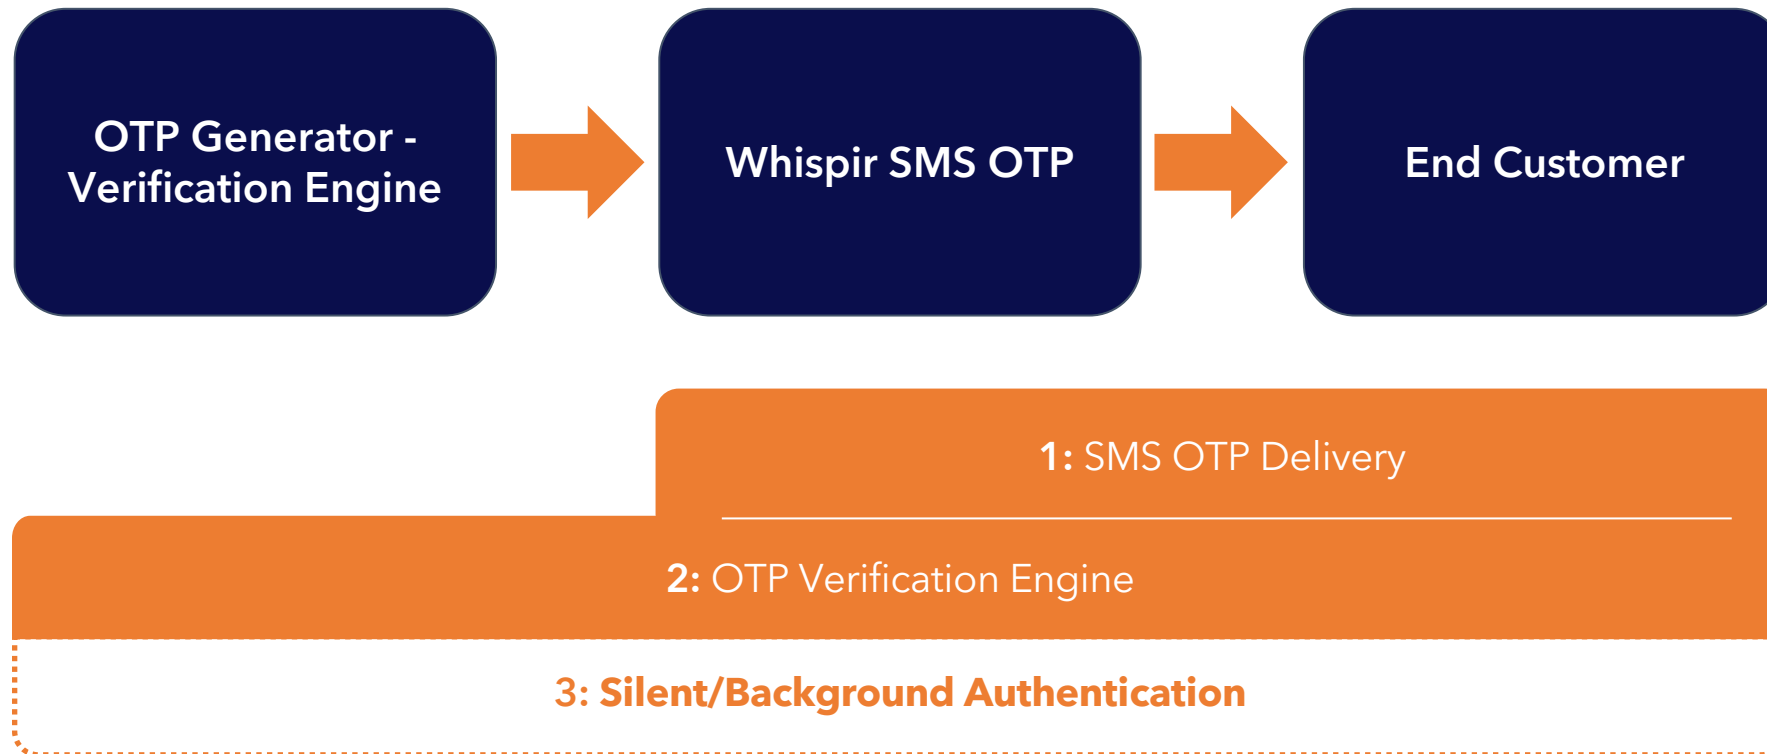 OTP Generator -
Verification Engine
Whispir SMS OTP
End Customer
1: SMS OTP Delivery
2: OTP Verification Engine
3: Silent/Background Authentication